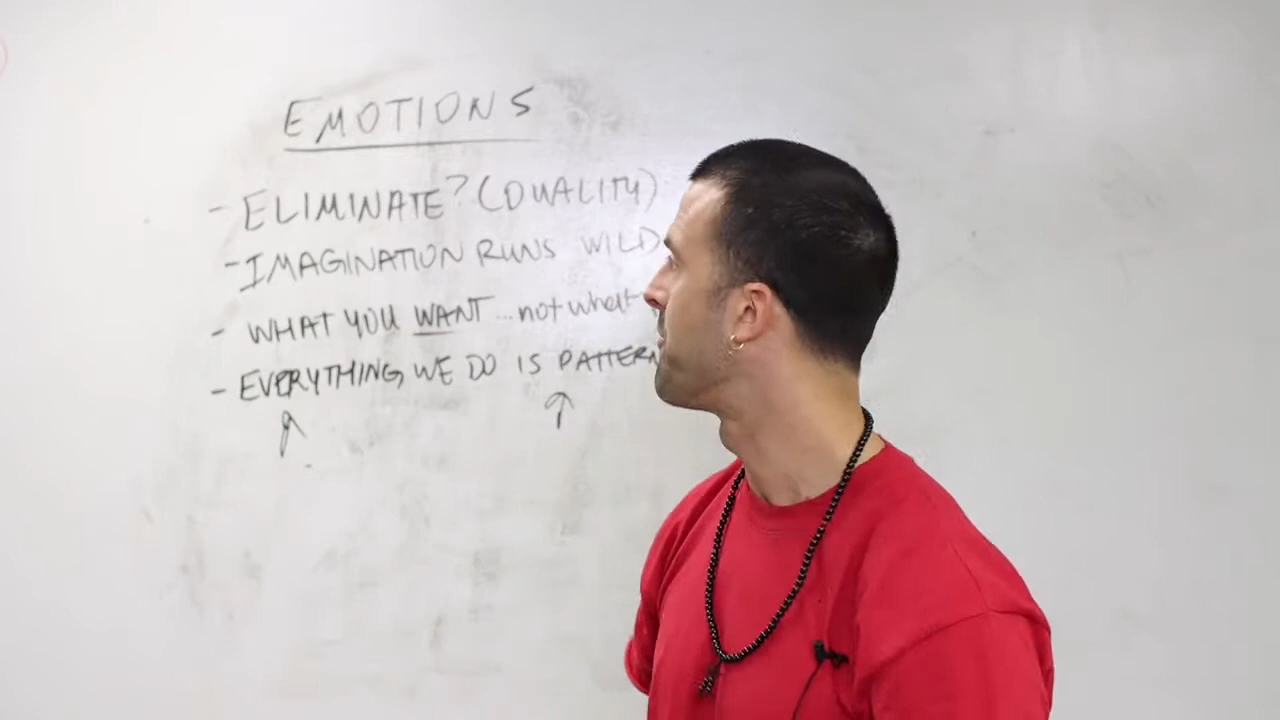 EMOTIONS
- ELIMINATE? (DUALITY)
- IMAGINATION RUNS WILD
- WHAT YOU WANT ... not what
- EVERYTHING WE DO IS PATTERN